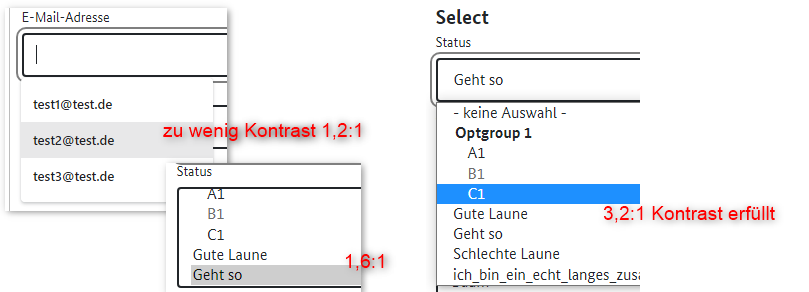 E-Mail-Adresse
test1@test.de
test2@test.de
zu wenig Kontrast 1,2:1
test3@test.de
Status
A1
B1
C1
Gute Laune
Geht so
1,6:1
Select
Status
Geht so
- keine Auswahl -
Optgroup 1
A1
B1
C1
3,2:1 Kontrast erfüllt
Gute Laune
Geht so
Schlechte Laune
ich_bin_ein_echt_langes_zusa